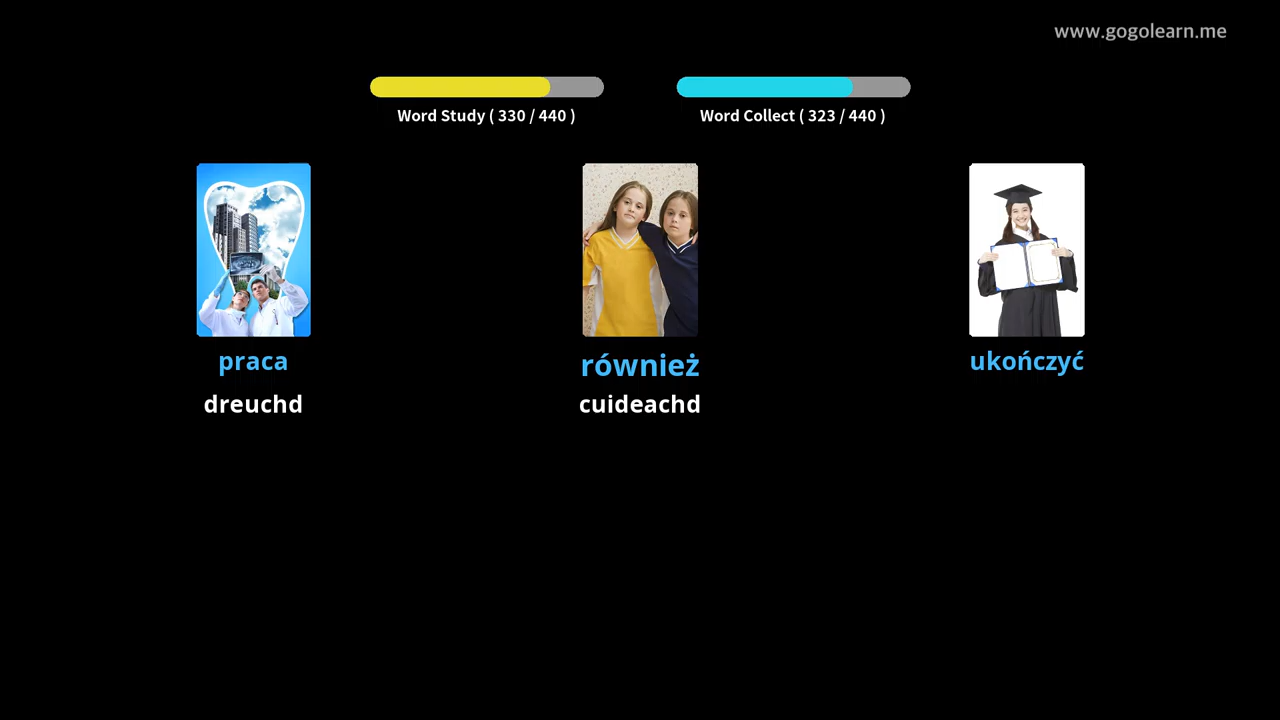 www.gogolearn.me
Word Study ( 330 / 440 )
Word Collect ( 323 / 440 )
praca
również
ukończyć
dreuchd
cuideachd